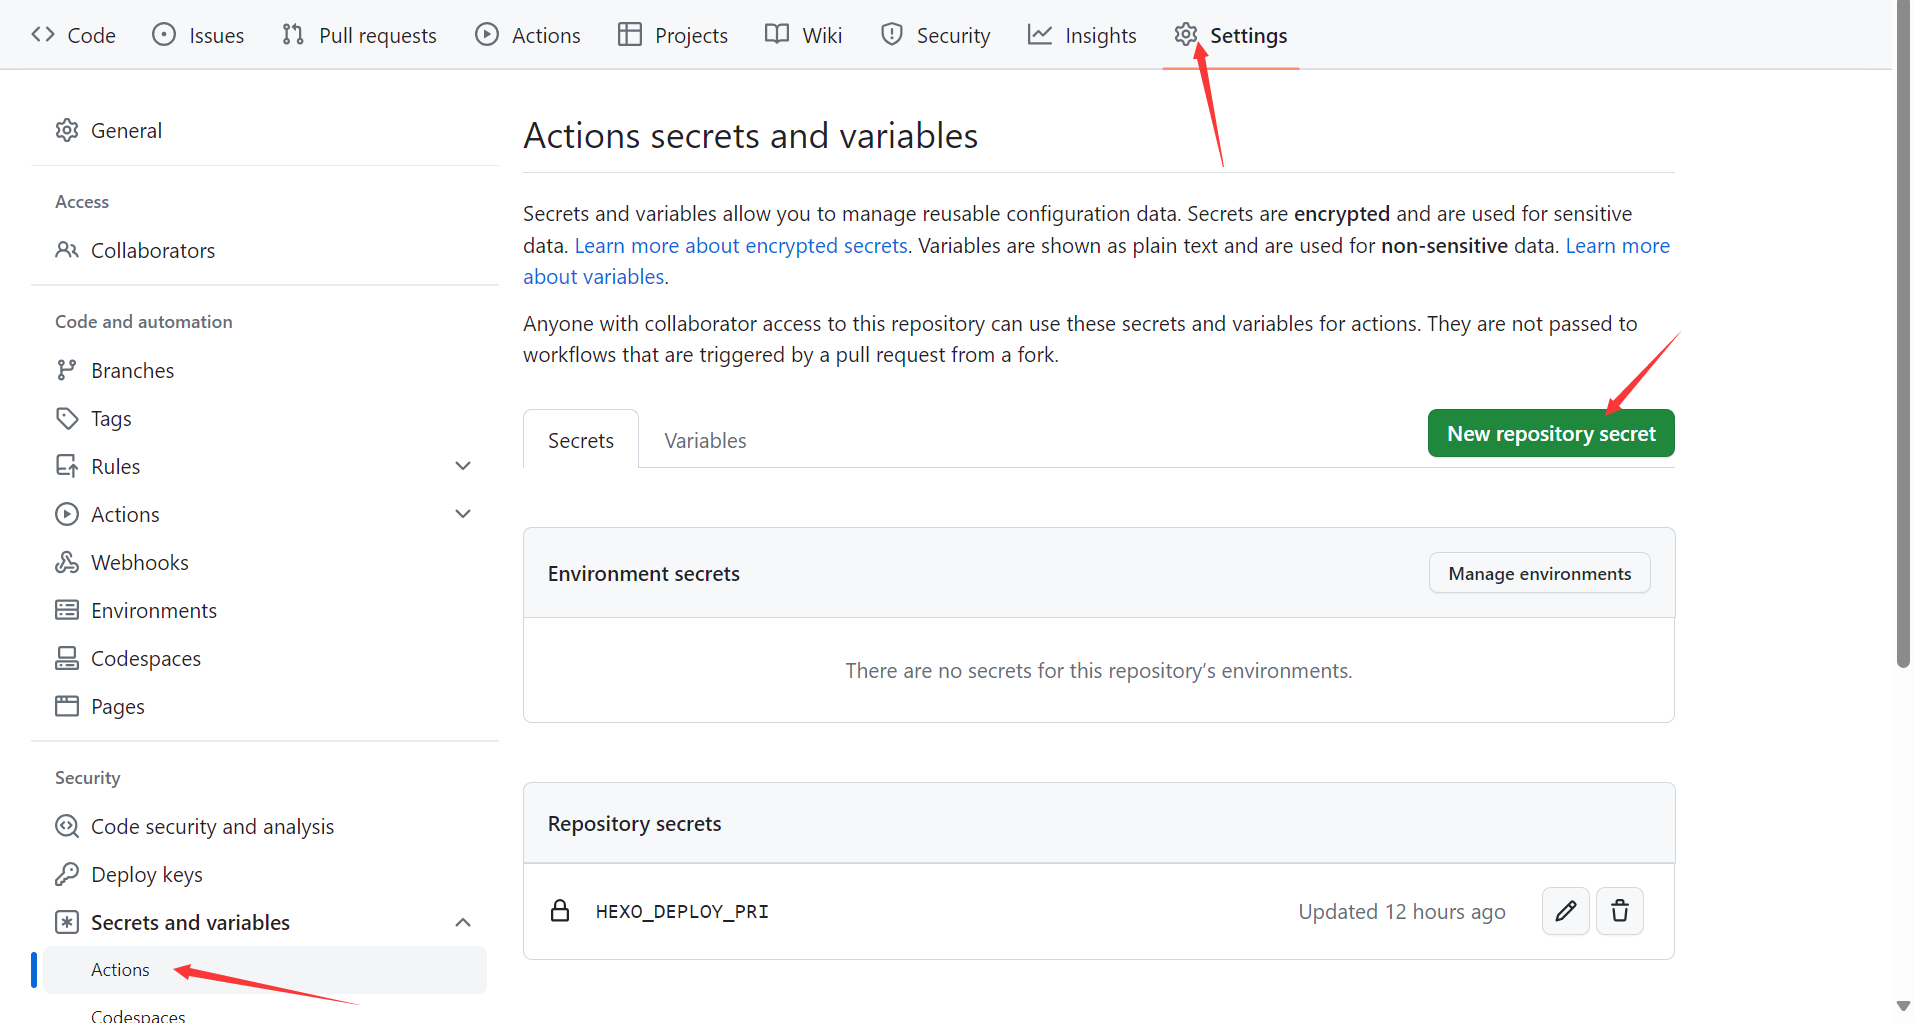 Code Issues Pull requests Actions Projects Wiki Security Insights Settings
General
Access
Collaborators
Code and automation
Branches
Tags
Rules
Actions
Webhooks
Environments
Codespaces
Pages
Security
Code security and analysis
Deploy keys
Secrets and variables
Actions
Codespaces
Actions secrets and variables
Secrets and variables allow you to manage reusable configuration data. Secrets are encrypted and are used for sensitive
data. Learn more about encrypted secrets. Variables are shown as plain text and are used for non-sensitive data. Learn more
about variables.
Anyone with collaborator access to this repository can use these secrets and variables for actions. They are not passed to
workflows that are triggered by a pull request from a fork.
Secrets Variables New repository secret
Environment secrets Manage environments
There are no secrets for this repository’s environments.
Repository secrets
HEXO_DEPLOY_PRI Updated 12 hours ago